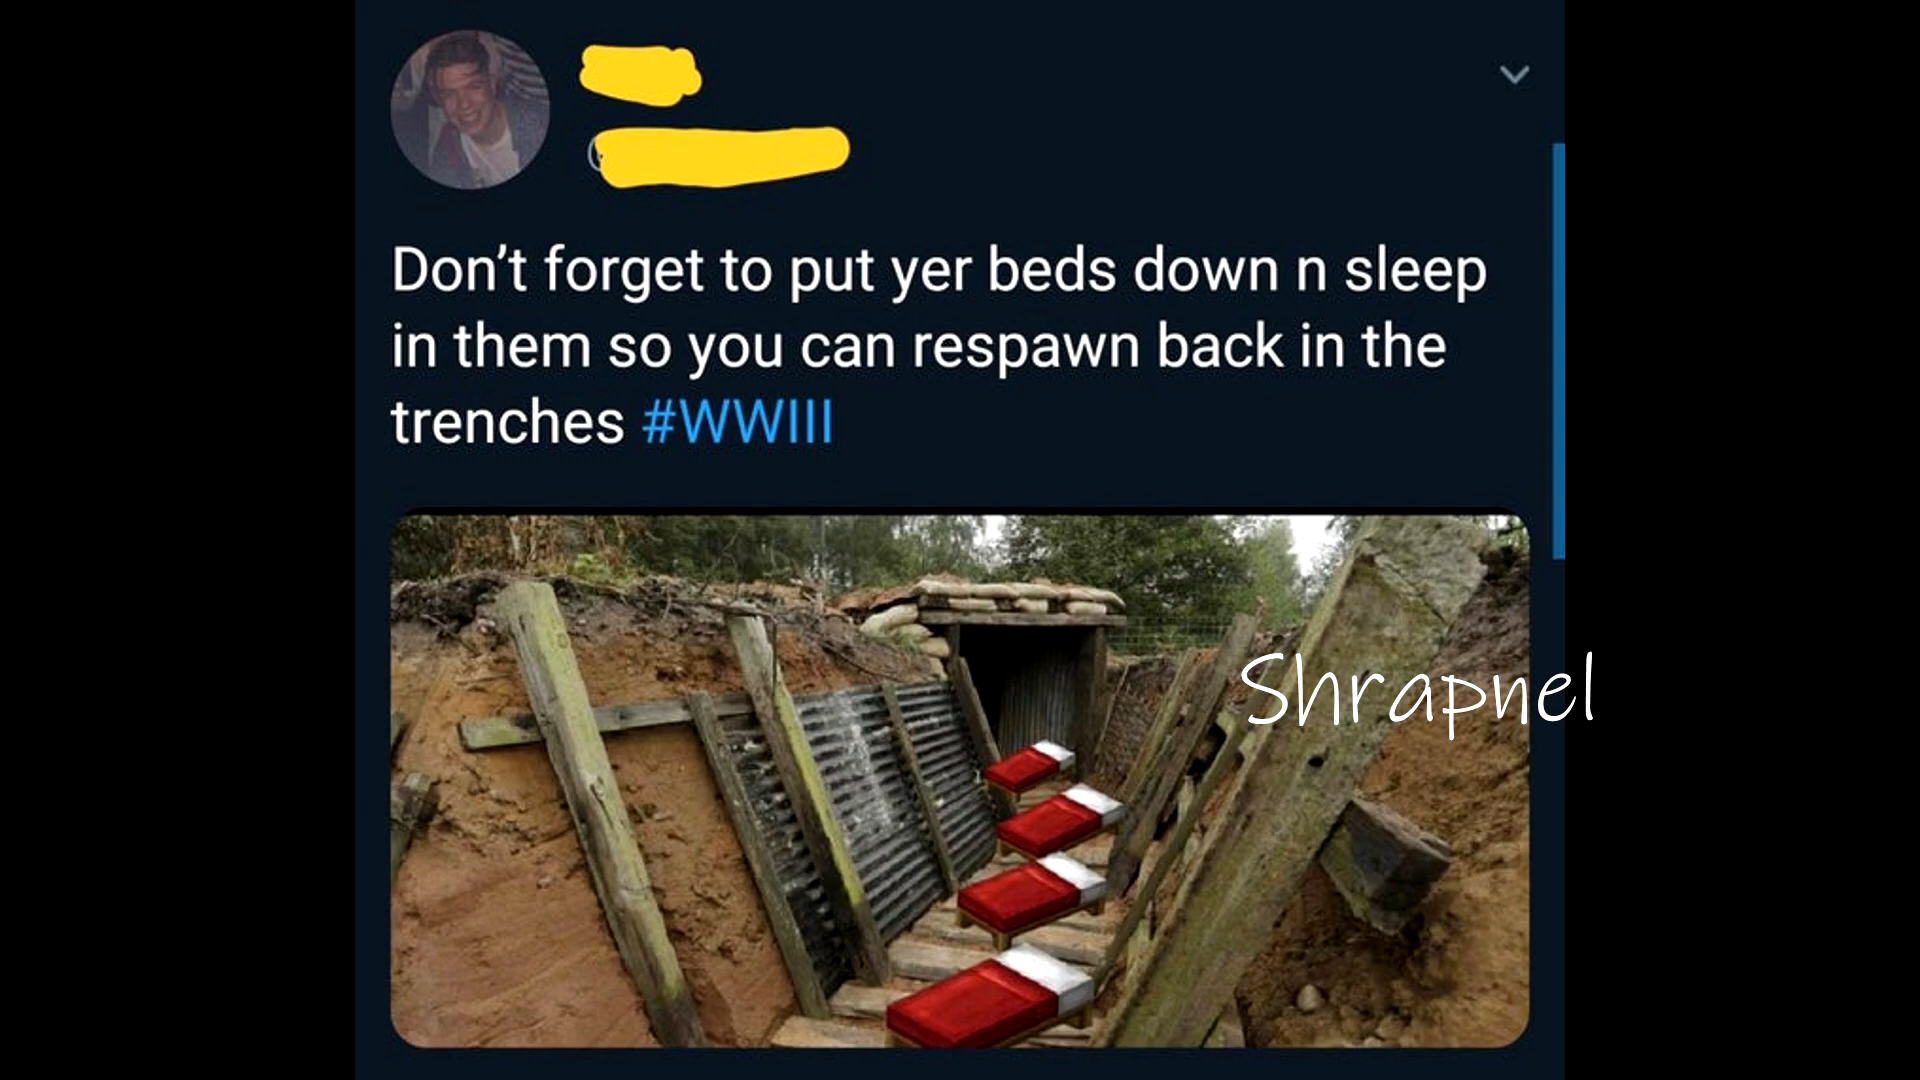 Don’t forget to put yer beds down n sleep
in them so you can respawn back in the
trenches #WWIII
Shrapnel